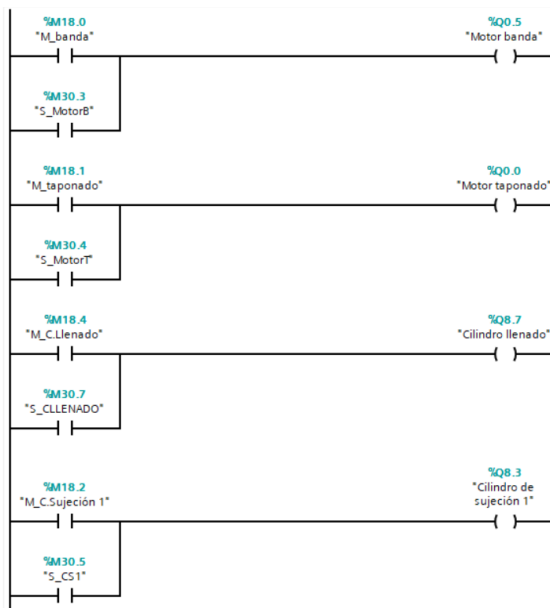 %M18.0
"M_banda"
%Q0.5
"Motor banda"
%M30.3
"S_MotorB"
%M18.1
"M_taponado"
%Q0.0
"Motor taponado"
%M30.4
"S_MotorT"
%M18.4
"M_C.Llenado"
%Q8.7
"Cilindro llenado"
%M30.7
"S_CLLENADO"
%M18.2
"M_C.Sujeción 1"
%Q8.3
"Cilindro de
sujeción 1"
%M30.5
"S_CS1"